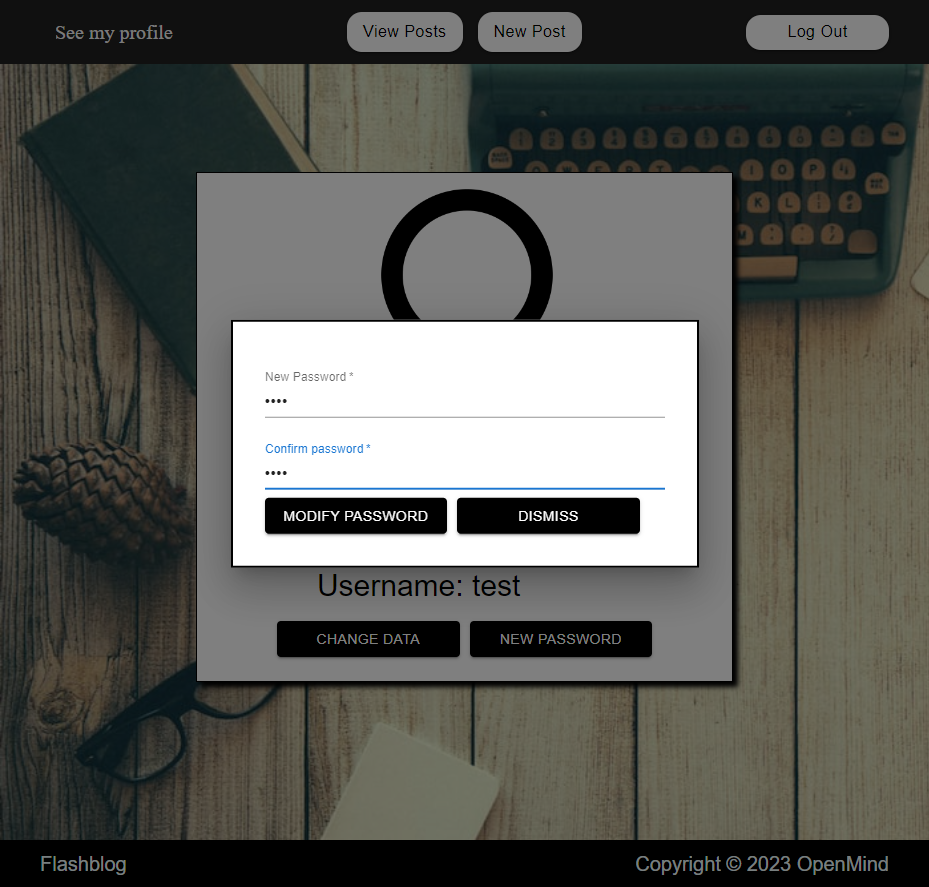 See my profile
View Posts
New Post
Log Out
New Password *
••••
Confirm password *
••••
MODIFY PASSWORD
DISMISS
Username: test
CHANGE DATA
NEW PASSWORD
Flashblog
Copyright © 2023 OpenMind